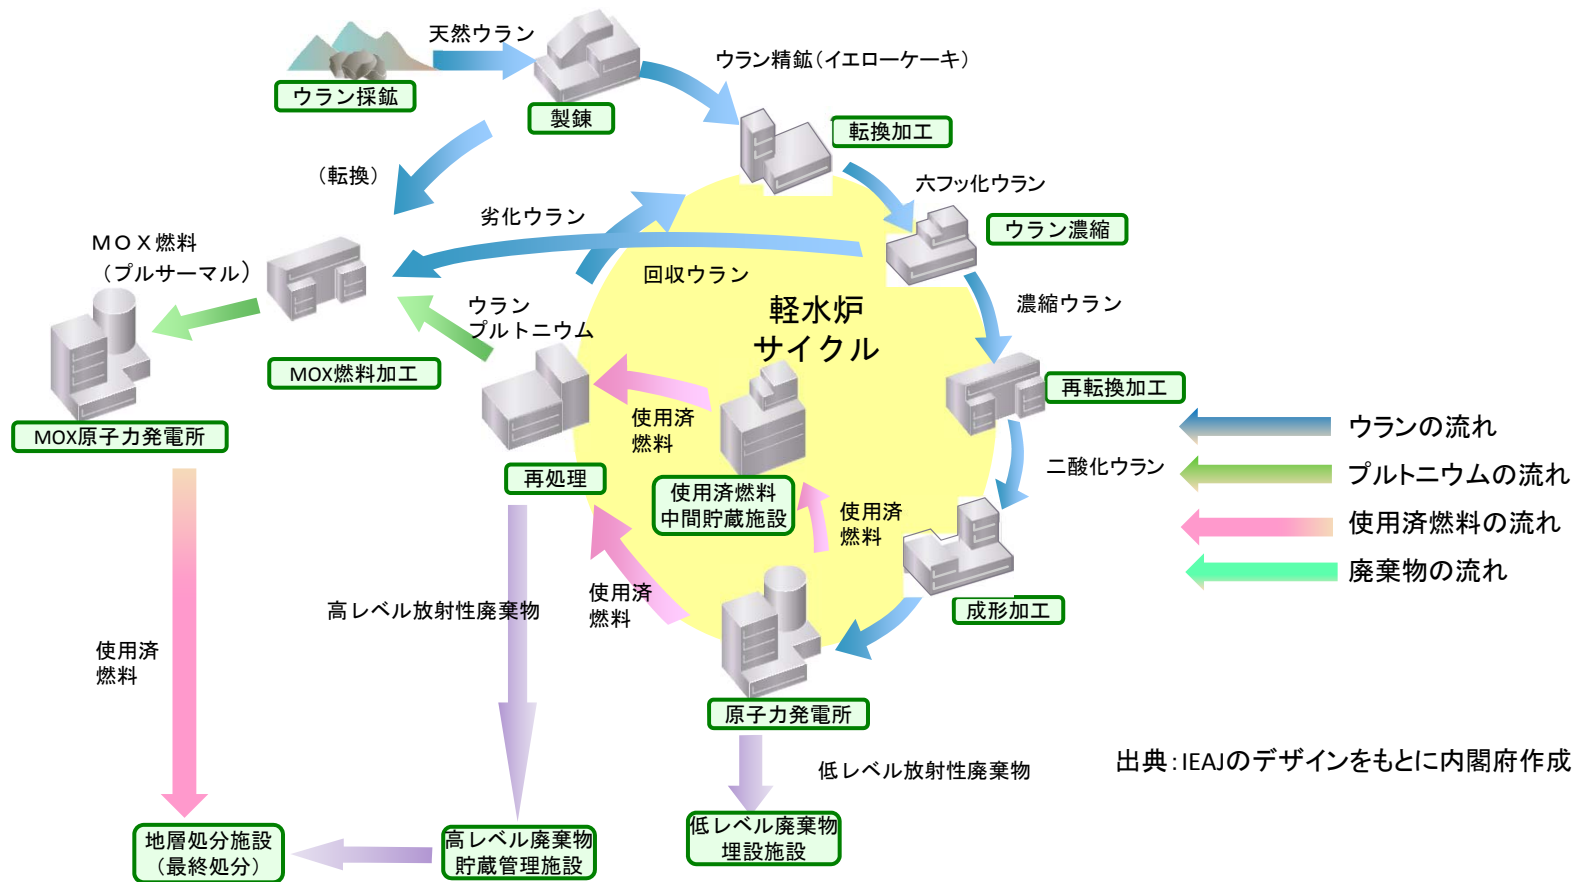 天然ウラン
ウラン精鉱（イエローケーキ）
ウラン採鉱
製錬
転換加工
（転換）
六フッ化ウラン
劣化ウラン
ウラン濃縮
ＭＯＸ燃料
（プルサーマル）
回収ウラン
ウラン
プルトニウム
軽水炉
サイクル
濃縮ウラン
MOX燃料加工
再転換加工
使用済
燃料
MOX原子力発電所
ウランの流れ
二酸化ウラン
プルトニウムの流れ
再処理
使用済燃料
中間貯蔵施設
使用済
燃料
使用済燃料の流れ
廃棄物の流れ
使用済
燃料
高レベル放射性廃棄物
成形加工
使用済
燃料
原子力発電所
低レベル放射性廃棄物
出典：IEAJのデザインをもとに内閣府作成
地層処分施設
（最終処分）
高レベル廃棄物
貯蔵管理施設
低レベル廃棄物
埋設施設